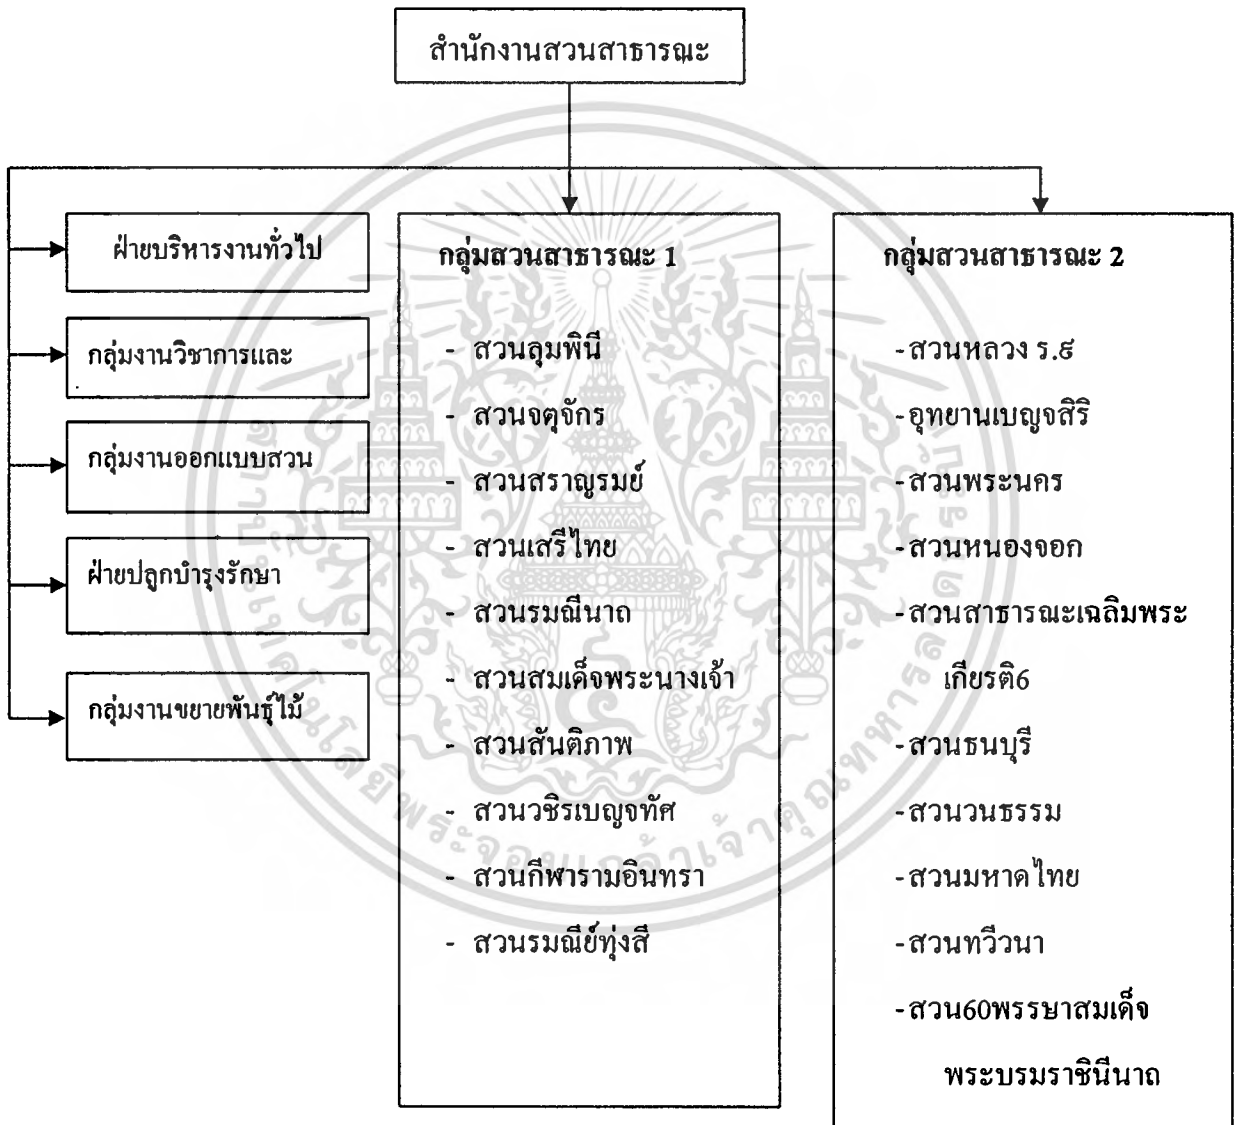 สำนักงานสวนสาธารณะ
ฝ่ายบริหารงานทั่วไป
กลุ่มงานวิชาการและ
กลุ่มงานออกแบบสวน
ฝ่ายปลูกบำรุงรักษา
กลุ่มงานขยายพันธุ์ไม้
กลุ่มสวนสาธารณะ 1
- สวนลุมพินี
- สวนจตุจักร
- สวนสราญรมย์
- สวนเสรีไทย
- สวนรมณีนาถ
- สวนสมเด็จพระนางเจ้า
- สวนสันติภาพ
- สวนวชิรเบญจทัศ
- สวนกีฬารามอินทรา
- สวนรมณีย์ทุ่งสี
กลุ่มสวนสาธารณะ 2
-สวนหลวง ร.๙
-อุทยานเบญจสิริ
-สวนพระนคร
-สวนหนองจอก
-สวนสาธารณะเฉลิมพระ
เกียรติ6
-สวนธนบุรี
-สวนวนธรรม
-สวนมหาดไทย
-สวนทวีวนา
-สวน60พรรษาสมเด็จ
พระบรมราชินีนาถ